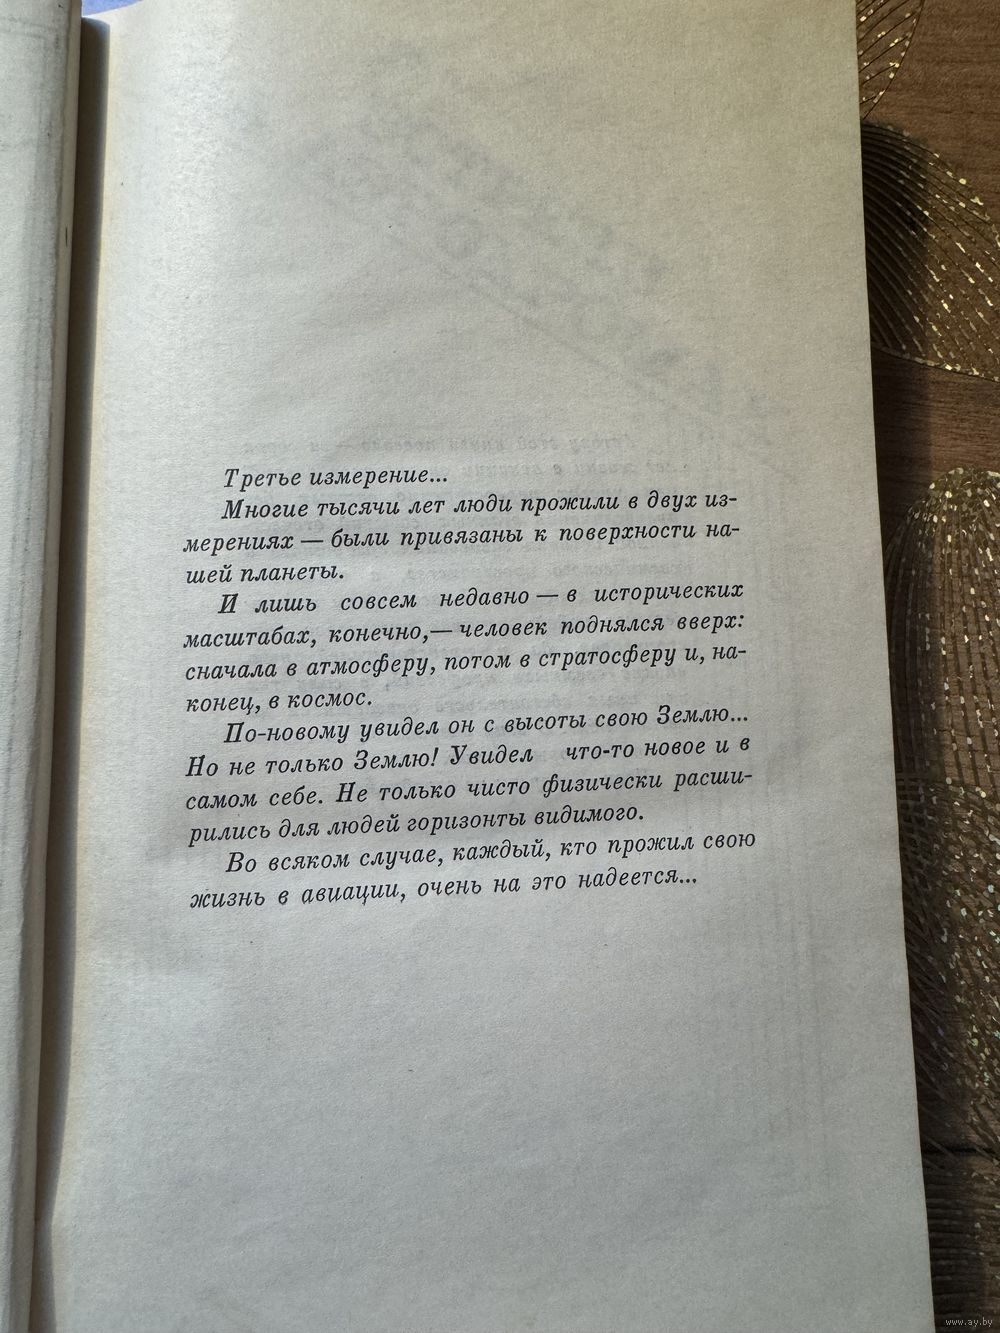 Третье измерение...
Многие тысячи лет люди прожили в двух из-
мерениях — были привязаны к поверхности на-
шей планеты.
И лишь совсем недавно — в исторических
масштабах, конечно,— человек поднялся вверх:
сначала в атмосферу, потом в стратосферу и, на-
конец, в космос.
По-новому увидел он с высоты свою Землю...
Но не только Землю! Увидел что-то новое и в
самом себе. Не только чисто физически расши-
рились для людей горизонты видимого.
Во всяком случае, каждый, кто прожил свою
жизнь в авиации, очень на это надеется...
www.ay.by